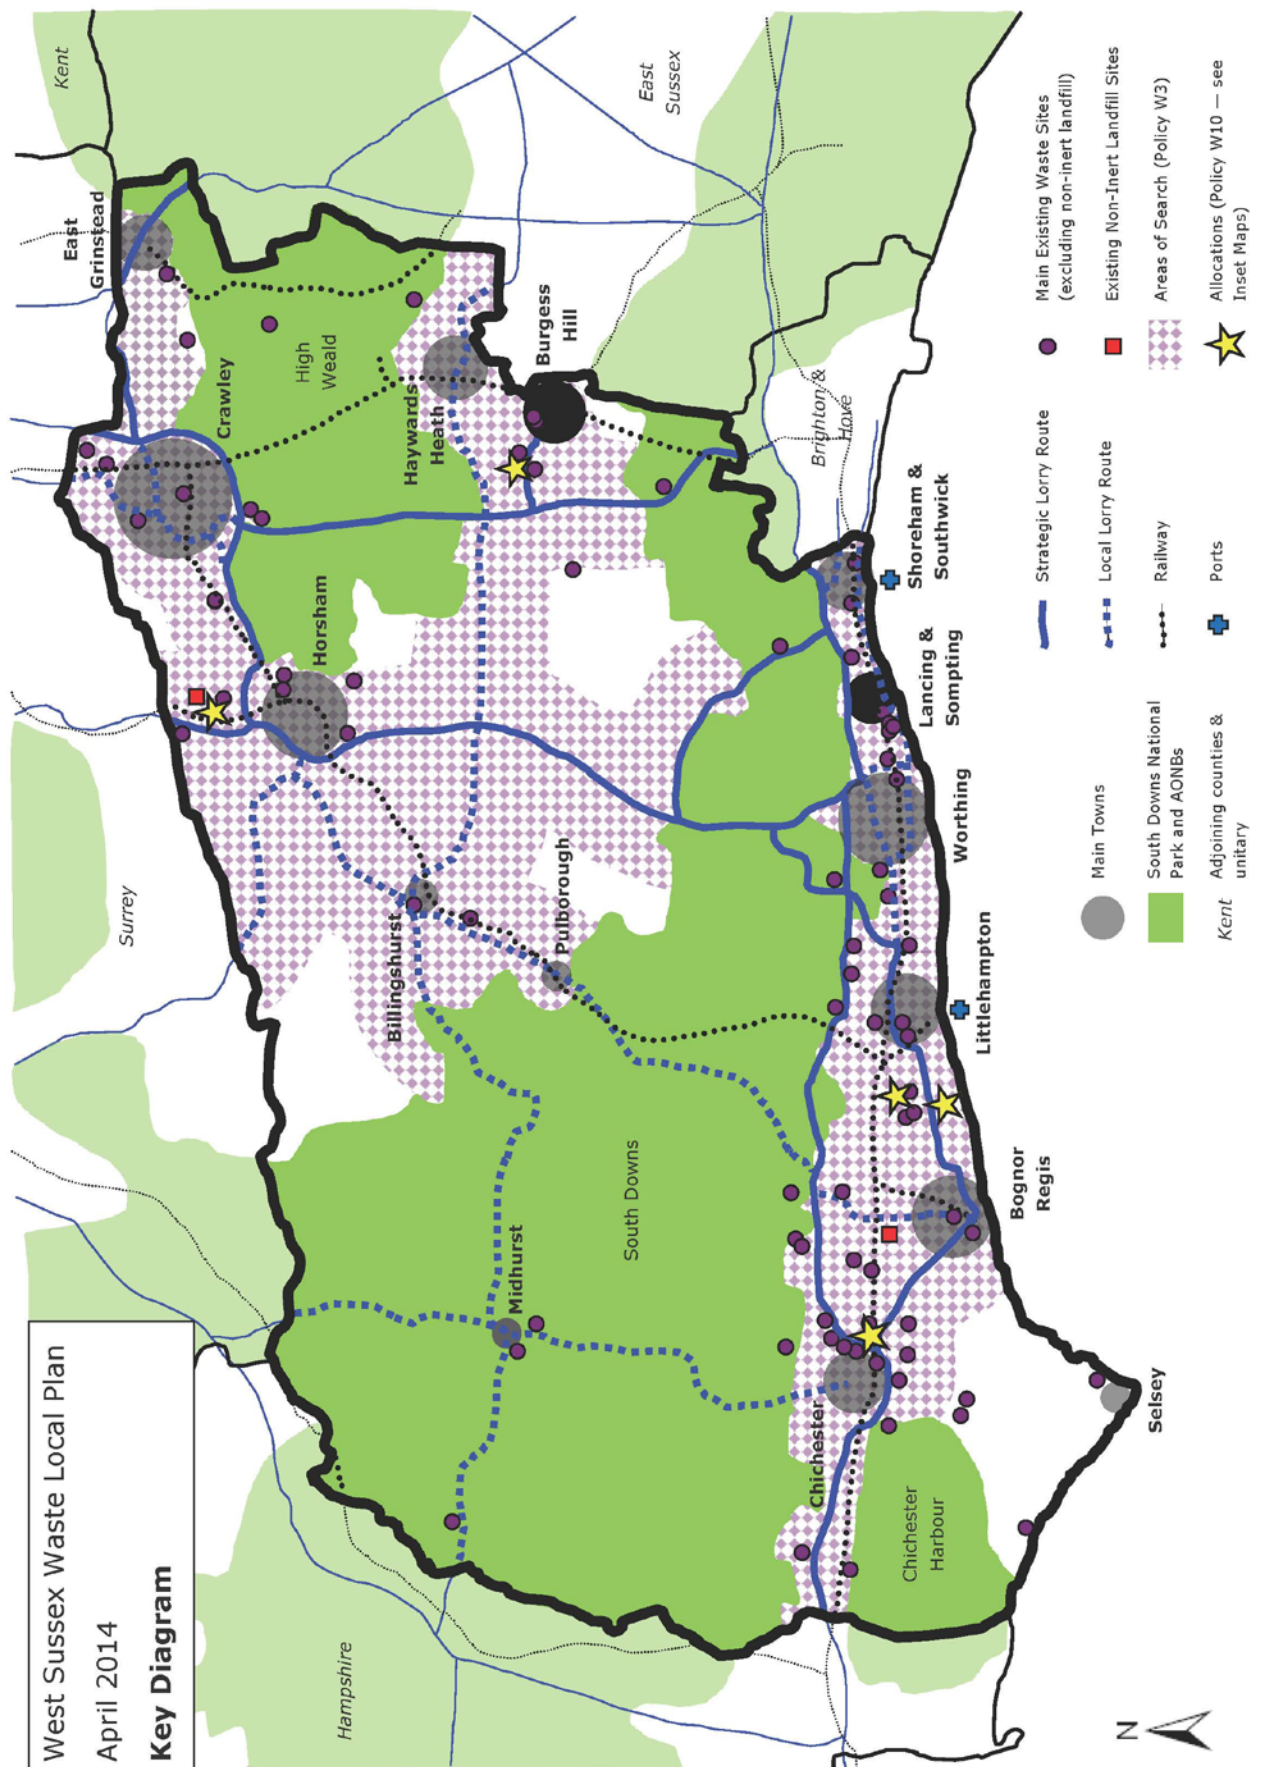 West Sussex Waste Local Plan
April 2014
Key Diagram
Hampshire
Surrey
Kent
East
Sussex
Brighton &
Hove
East
Grinstead
Crawley
High
Weald
Haywards
Heath
Burgess
Hill
Horsham
Billingshurst
Pulborough
Midhurst
South Downs
Chichester
Chichester
Harbour
Selsey
Bognor
Regis
Littlehampton
Worthing
Lancing &
Sompting
Shoreham &
Southwick
N
Main Towns
South Downs National
Park and AONBs
Kent
Adjoining counties &
unitary
Strategic Lorry Route
Local Lorry Route
Railway
Ports
Main Existing Waste Sites
(excluding non-inert landfill)
Existing Non-Inert Landfill Sites
Areas of Search (Policy W3)
Allocations (Policy W10 — see
Inset Maps)